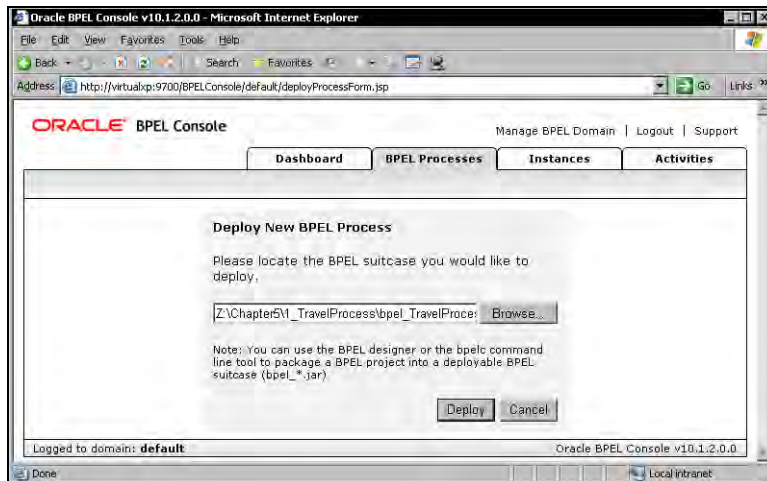 Oracle BPEL Console v10.1.2.0.0 - Microsoft Internet Explorer
File Edit View Favorites Tools Help
Back Search Favorites
Address http://virtualxp:9700/BPELConsole/default/deployProcessForm.jsp Go Links »
ORACLE BPEL Console
Manage BPEL Domain | Logout | Support
Dashboard BPEL Processes Instances Activities
Deploy New BPEL Process
Please locate the BPEL suitcase you would like to
deploy.
Z:\Chapter5\1_TravelProcess\bpel_TravelProces Browse...
Note: You can use the BPEL designer or the bpelc command
line tool to package a BPEL project into a deployable BPEL
suitcase (bpel_*.jar)
Deploy Cancel
Logged to domain: default Oracle BPEL Console v10.1.2.0.0
Done Local intranet